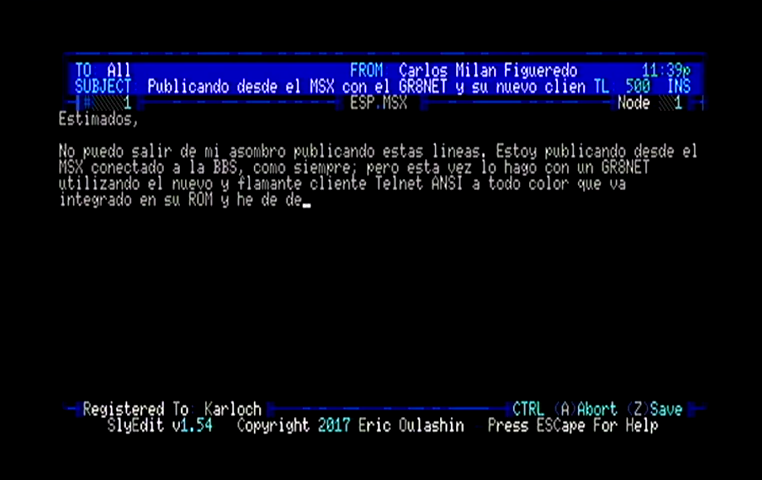 TO All FROM Carlos Milan Figueredo 11:39p
SUBJECT Publicando desde el MSX con el GR8NET y su nuevo clien TL 500 INS
# 1 ESP.MSX Node 1
Estimados,
No puedo salir de mi asombro publicando estas lineas. Estoy publicando desde el
MSX conectado a la BBS, como siempre; pero esta vez lo hago con un GR8NET
utilizando el nuevo y flamante cliente Telnet ANSI a todo color que va
integrado en su ROM y he de de_
Registered To: Karloch CTRL (A)Abort (Z)Save
SlyEdit v1.54 Copyright 2017 Eric Oulashin Press ESCape For Help